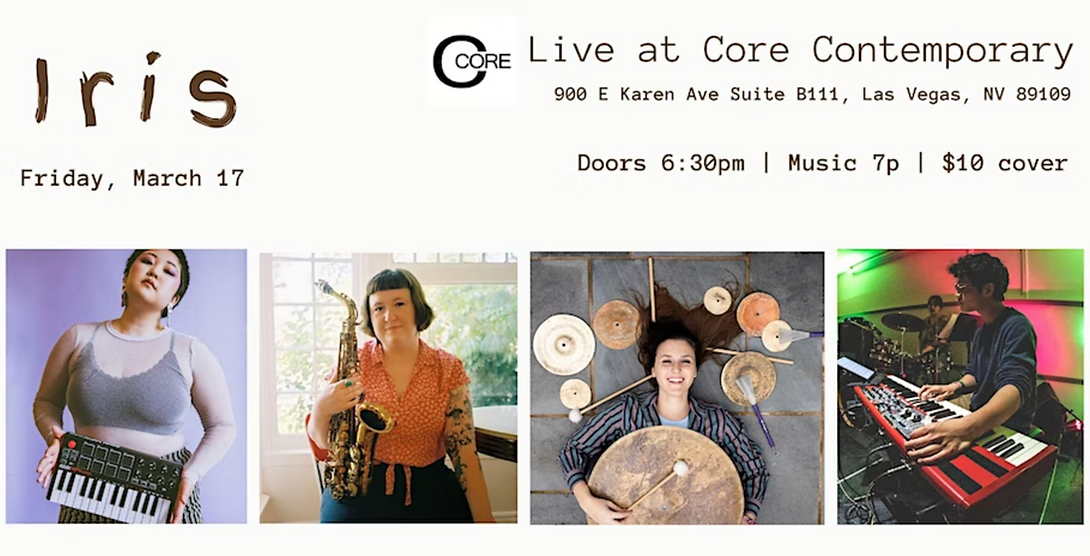 Iris
Friday, March 17
CORE
Live at Core Contemporary
900 E Karen Ave Suite B111, Las Vegas, NV 89109
Doors 6:30pm | Music 7p | $10 cover